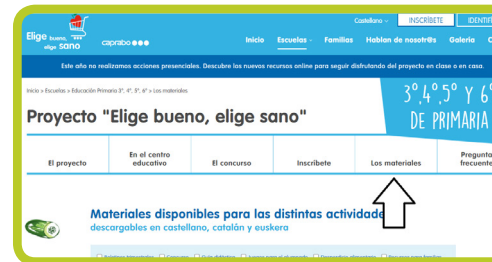 Castellano
INSCRÍBETE
Elige bueno,
elige sano
caprabo
Inicio Escuelas Familias Hablan de nosotr@s Galería
Este año no realizamos acciones presenciales. Descubre los nuevos recursos online para seguir disfrutando del proyecto en clase o en casa.
Inicio > Escuelas > Educación Primaria 3°, 4°, 5°, 6° > Los materiales
3°,4°,5° Y 6°
DE PRIMARIA
Proyecto "Elige bueno, elige sano"
El proyecto
En el centro
educativo
El concurso
Inscríbete
Los materiales
Materiales disponibles para las distintas
descargables en castellano, catalán y euskera